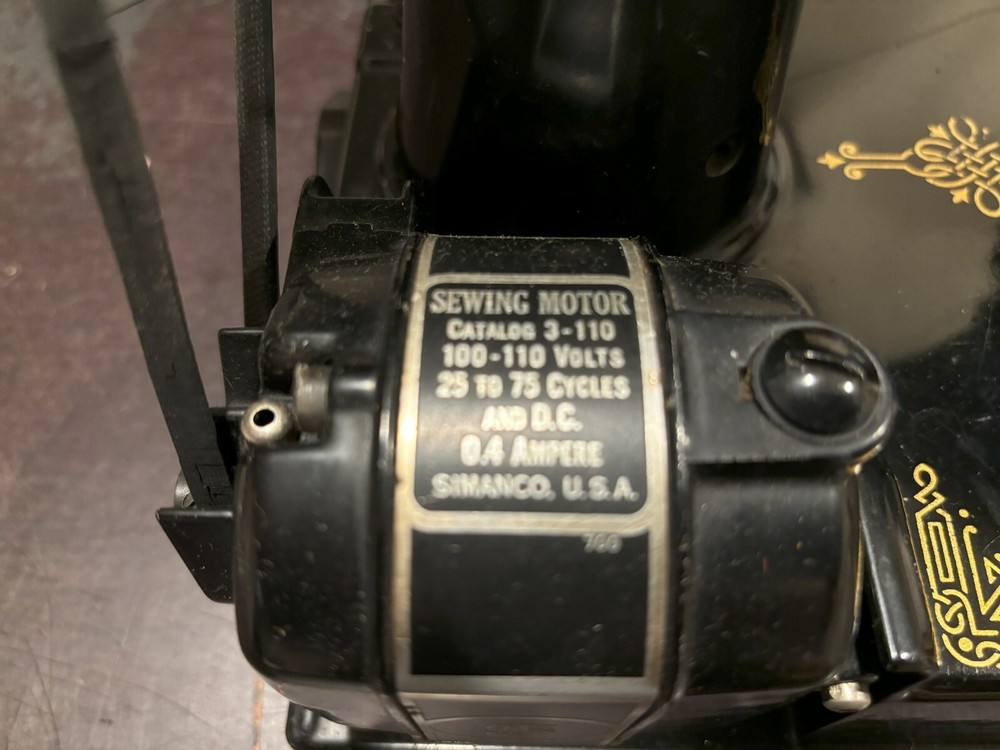 SEWING MOTOR
CATALOG 3-110
100-110 VOLTS
25 TO 75 CYCLES
AND D.C.
0.4 AMPERE
SIMANCO, U.S.A.